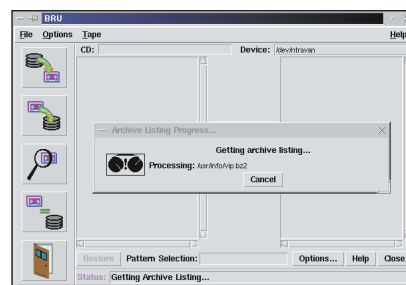 BRU
File Options Tape Help
CD: Device: /dev/ntravan
Archive Listing Progress...
Getting archive listing...
Processing: /usr/info/vip.bz2
Cancel
Restore Pattern Selection: Options... Help Close
Status: Getting Archive Listing...